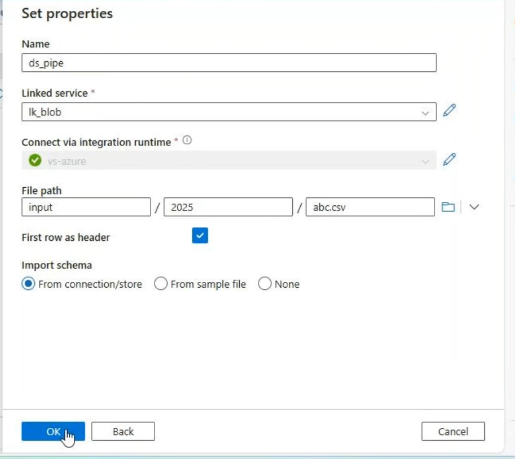 Set properties
Name
ds_pipe
Linked service *
lk_blob
Connect via integration runtime *
vs-azure
File path
input / 2025 / abc.csv
First row as header
Import schema
From connection/store From sample file None
OK Back Cancel